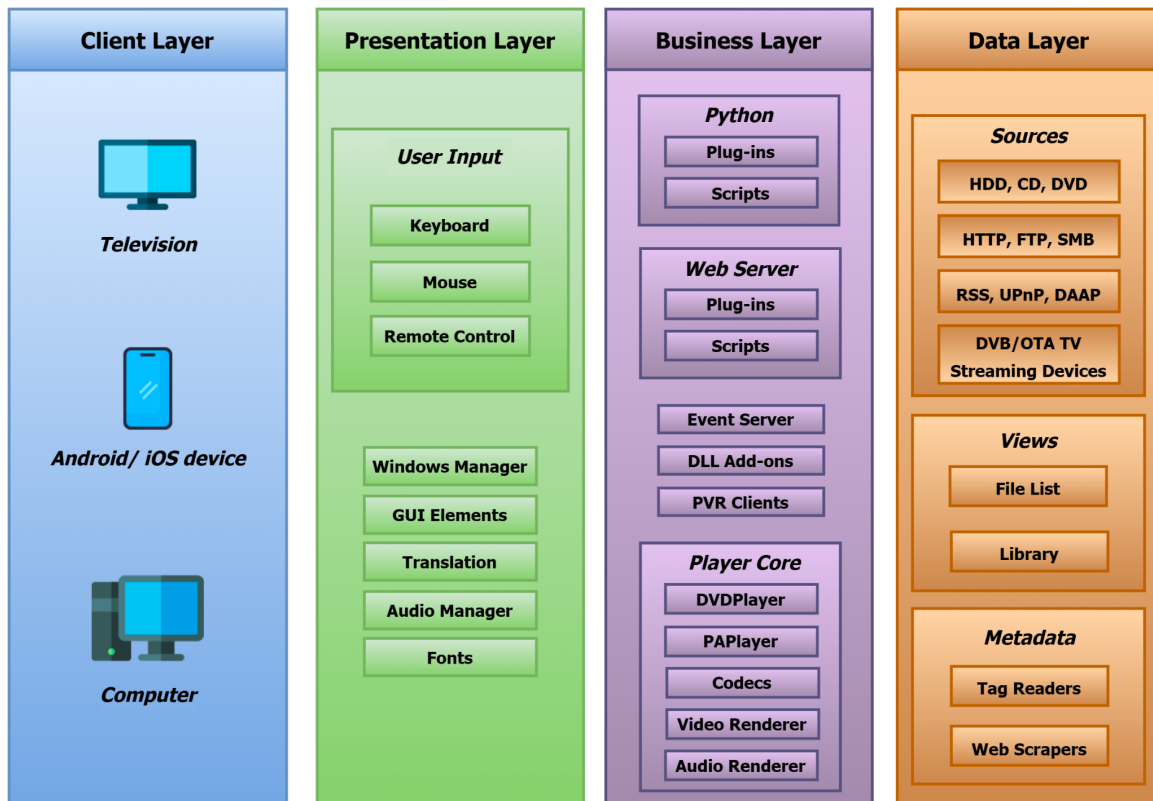 Client Layer
Television
Android/ iOS device
Computer
Presentation Layer
User Input
Keyboard
Mouse
Remote Control
Windows Manager
GUI Elements
Translation
Audio Manager
Fonts
Business Layer
Python
Plug-ins
Scripts
Web Server
Plug-ins
Scripts
Event Server
DLL Add-ons
PVR Clients
Player Core
DVDPlayer
PAPlayer
Codecs
Video Renderer
Audio Renderer
Data Layer
Sources
HDD, CD, DVD
HTTP, FTP, SMB
RSS, UPnP, DAAP
DVB/OTA TV
Streaming Devices
Views
File List
Library
Metadata
Tag Readers
Web Scrapers